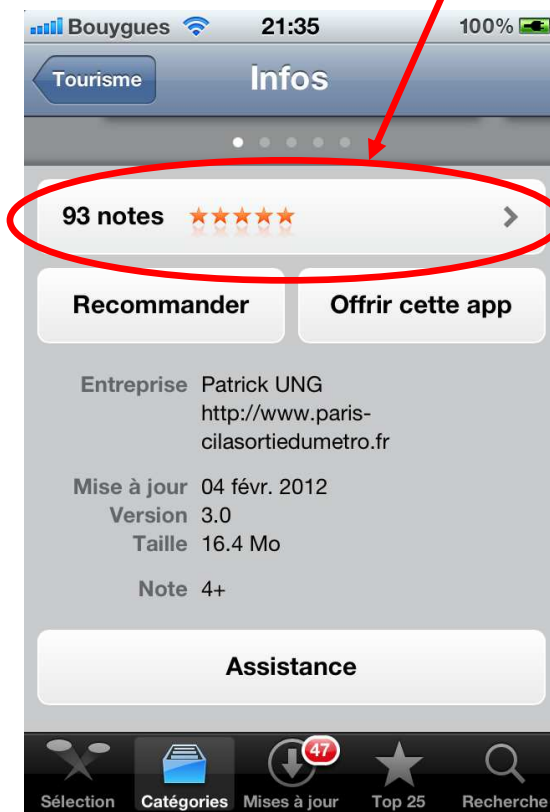 Bouygues 21:35 100%
Tourisme Infos
93 notes
Recommander Offrir cette app
Entreprise Patrick UNG
http://www.paris-
cilasortiedumetro.fr
Mise à jour 04 févr. 2012
Version 3.0
Taille 16.4 Mo
Note 4+
Assistance
47
Sélection Catégories Mises à jour Top 25 Recherche